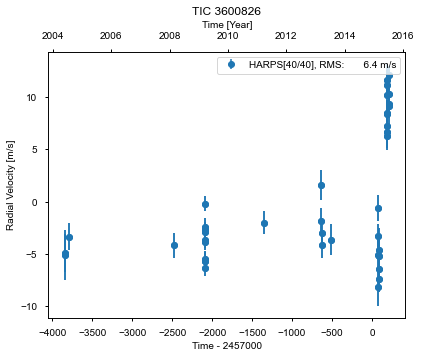 TIC 3600826
Time [Year]
2004 2006 2008 2010 2012 2014 2016
HARPS[40/40], RMS: 6.4 m/s
Radial Velocity [m/s]
10
5
0
−5
−10
−4000 −3500 −3000 −2500 −2000 −1500 −1000 −500 0
Time - 2457000